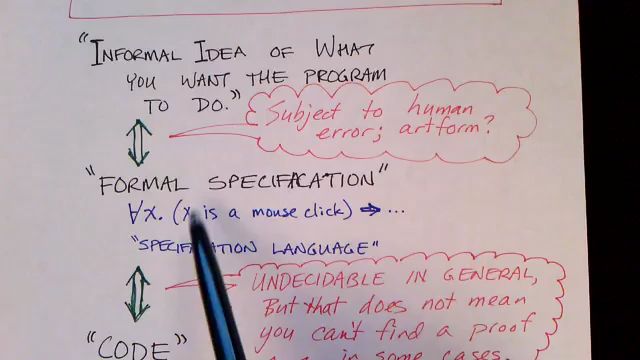 "INFORMAL IDEA OF WHAT
YOU WANT THE PROGRAM
TO DO."
Subject to human
error; artform?
"FORMAL SPECIFICATION"
∀x. (x is a mouse click) ⇒ ...
"SPECIFICATION LANGUAGE"
UNDECIDABLE IN GENERAL,
But that does not mean
you can't find a proof
in some cases.
"CODE"